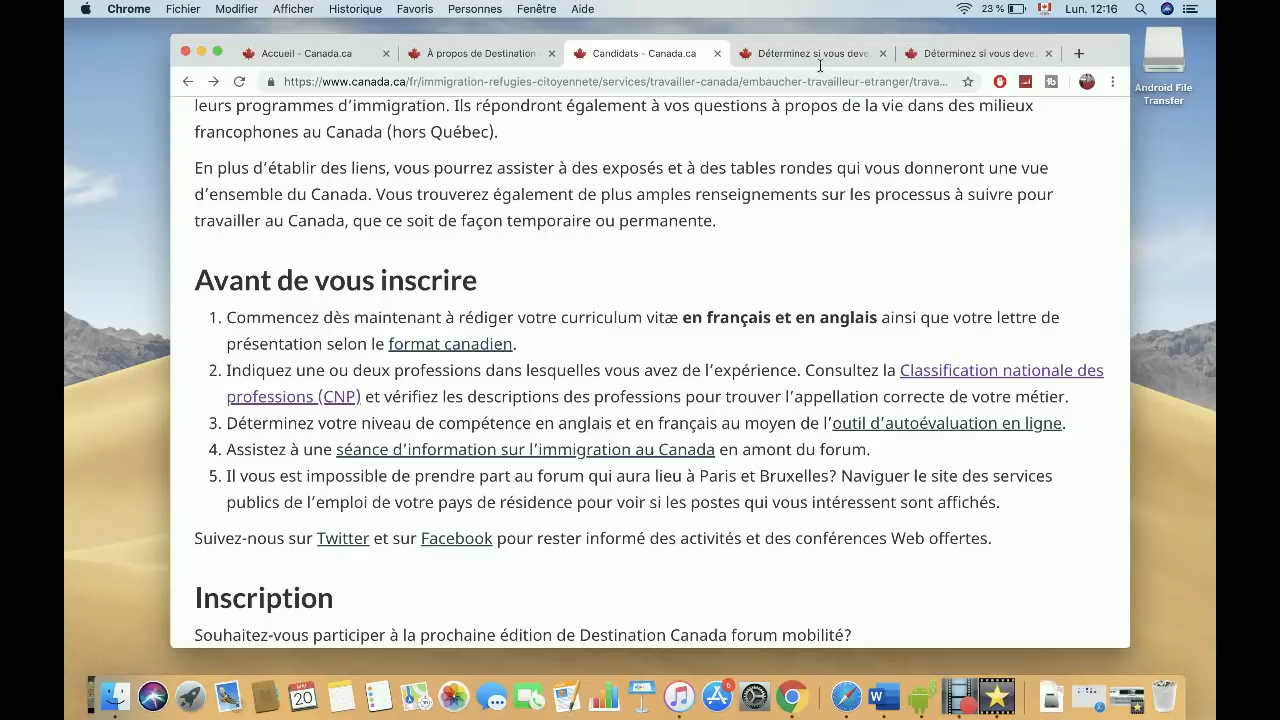 Chrome Fichier Modifier Afficher Historique Favoris Personnes Fenêtre Aide 23 % Lun. 12:16
Accueil - Canada.ca À propos de Destination Candidats - Canada.ca Déterminez si vous deve Déterminez si vous deve
https://www.canada.ca/fr/immigration-refugies-citoyennete/services/travailler-canada/embaucher-travailleur-etranger/trava...
Android File
Transfer
leurs programmes d’immigration. Ils répondront également à vos questions à propos de la vie dans des milieux
francophones au Canada (hors Québec).
En plus d’établir des liens, vous pourrez assister à des exposés et à des tables rondes qui vous donneront une vue
d’ensemble du Canada. Vous trouverez également de plus amples renseignements sur les processus à suivre pour
travailler au Canada, que ce soit de façon temporaire ou permanente.
Avant de vous inscrire
1. Commencez dès maintenant à rédiger votre curriculum vitæ en français et en anglais ainsi que votre lettre de
présentation selon le format canadien.
2. Indiquez une ou deux professions dans lesquelles vous avez de l’expérience. Consultez la Classification nationale des
professions (CNP) et vérifiez les descriptions des professions pour trouver l’appellation correcte de votre métier.
3. Déterminez votre niveau de compétence en anglais et en français au moyen de l’outil d’autoévaluation en ligne.
4. Assistez à une séance d’information sur l’immigration au Canada en amont du forum.
5. Il vous est impossible de prendre part au forum qui aura lieu à Paris et Bruxelles? Naviguer le site des services
publics de l’emploi de votre pays de résidence pour voir si les postes qui vous intéressent sont affichés.
Suivez-nous sur Twitter et sur Facebook pour rester informé des activités et des conférences Web offertes.
Inscription
Souhaitez-vous participer à la prochaine édition de Destination Canada forum mobilité?
20
6